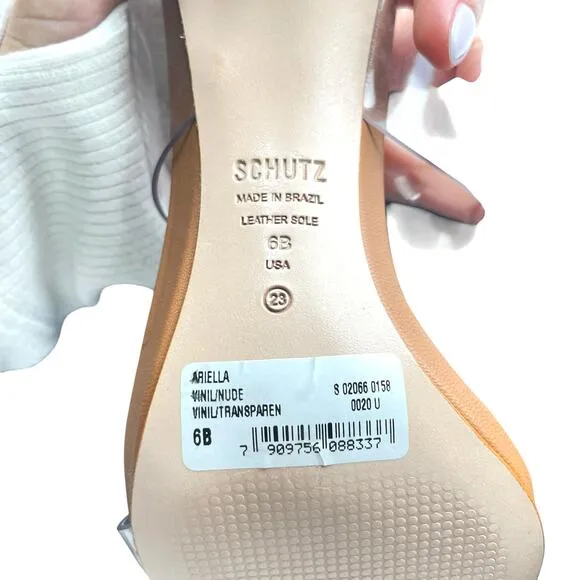 SCHUTZ
MADE IN BRAZIL
LEATHER SOLE
6B
USA
23
ARIELLA
VINIL/NUDE S 02066 0158
VINIL/TRANSPAREN 0020 U
6B
7 909756 088337